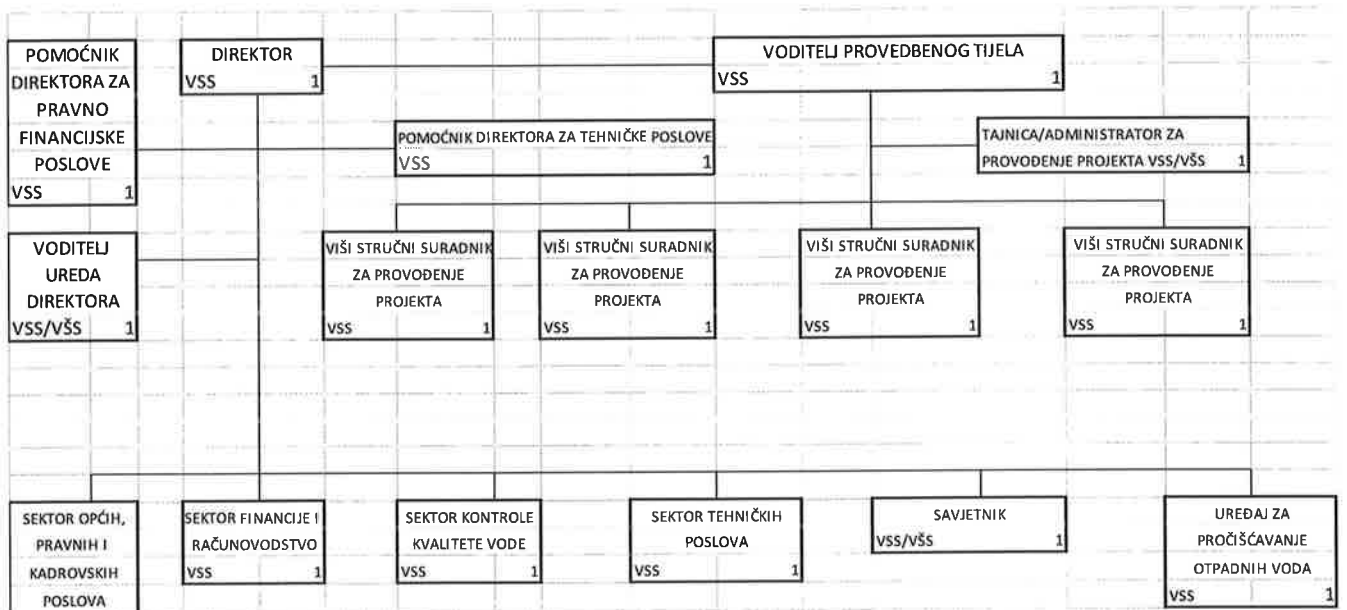 POMOĆNIK
DIREKTORA ZA
PRAVNO
FINANCIJSKE
POSLOVE
VSS 1
DIREKTOR
VSS 1
VODITELJ PROVEDBENOG TIJELA
VSS 1
POMOĆNIK DIREKTORA ZA TEHNIČKE POSLOVE
VSS 1
TAJNICA/ADMINISTRATOR ZA
PROVOĐENJE PROJEKTA VSS/VŠS 1
VODITELJ
UREDA
DIREKTORA
VSS/VŠS 1
VIŠI STRUČNI SURADNIK
ZA PROVOĐENJE
PROJEKTA
VSS 1
VIŠI STRUČNI SURADNIK
ZA PROVOĐENJE
PROJEKTA
VSS 1
VIŠI STRUČNI SURADNIK
ZA PROVOĐENJE
PROJEKTA
VSS 1
VIŠI STRUČNI SURADNIK
ZA PROVOĐENJE
PROJEKTA
VSS 1
SEKTOR OPĆIH,
PRAVNIH I
KADROVSKIH
POSLOVA
SEKTOR FINANCIJE I
RAČUNOVODSTVO
VSS 1
SEKTOR KONTROLE
KVALITETE VODE
VSS 1
SEKTOR TEHNIČKIH
POSLOVA
VSS 1
SAVJETNIK
VSS/VŠS 1
UREĐAJ ZA
PROČIŠĆAVANJE
OTPADNIH VODA
VSS 1